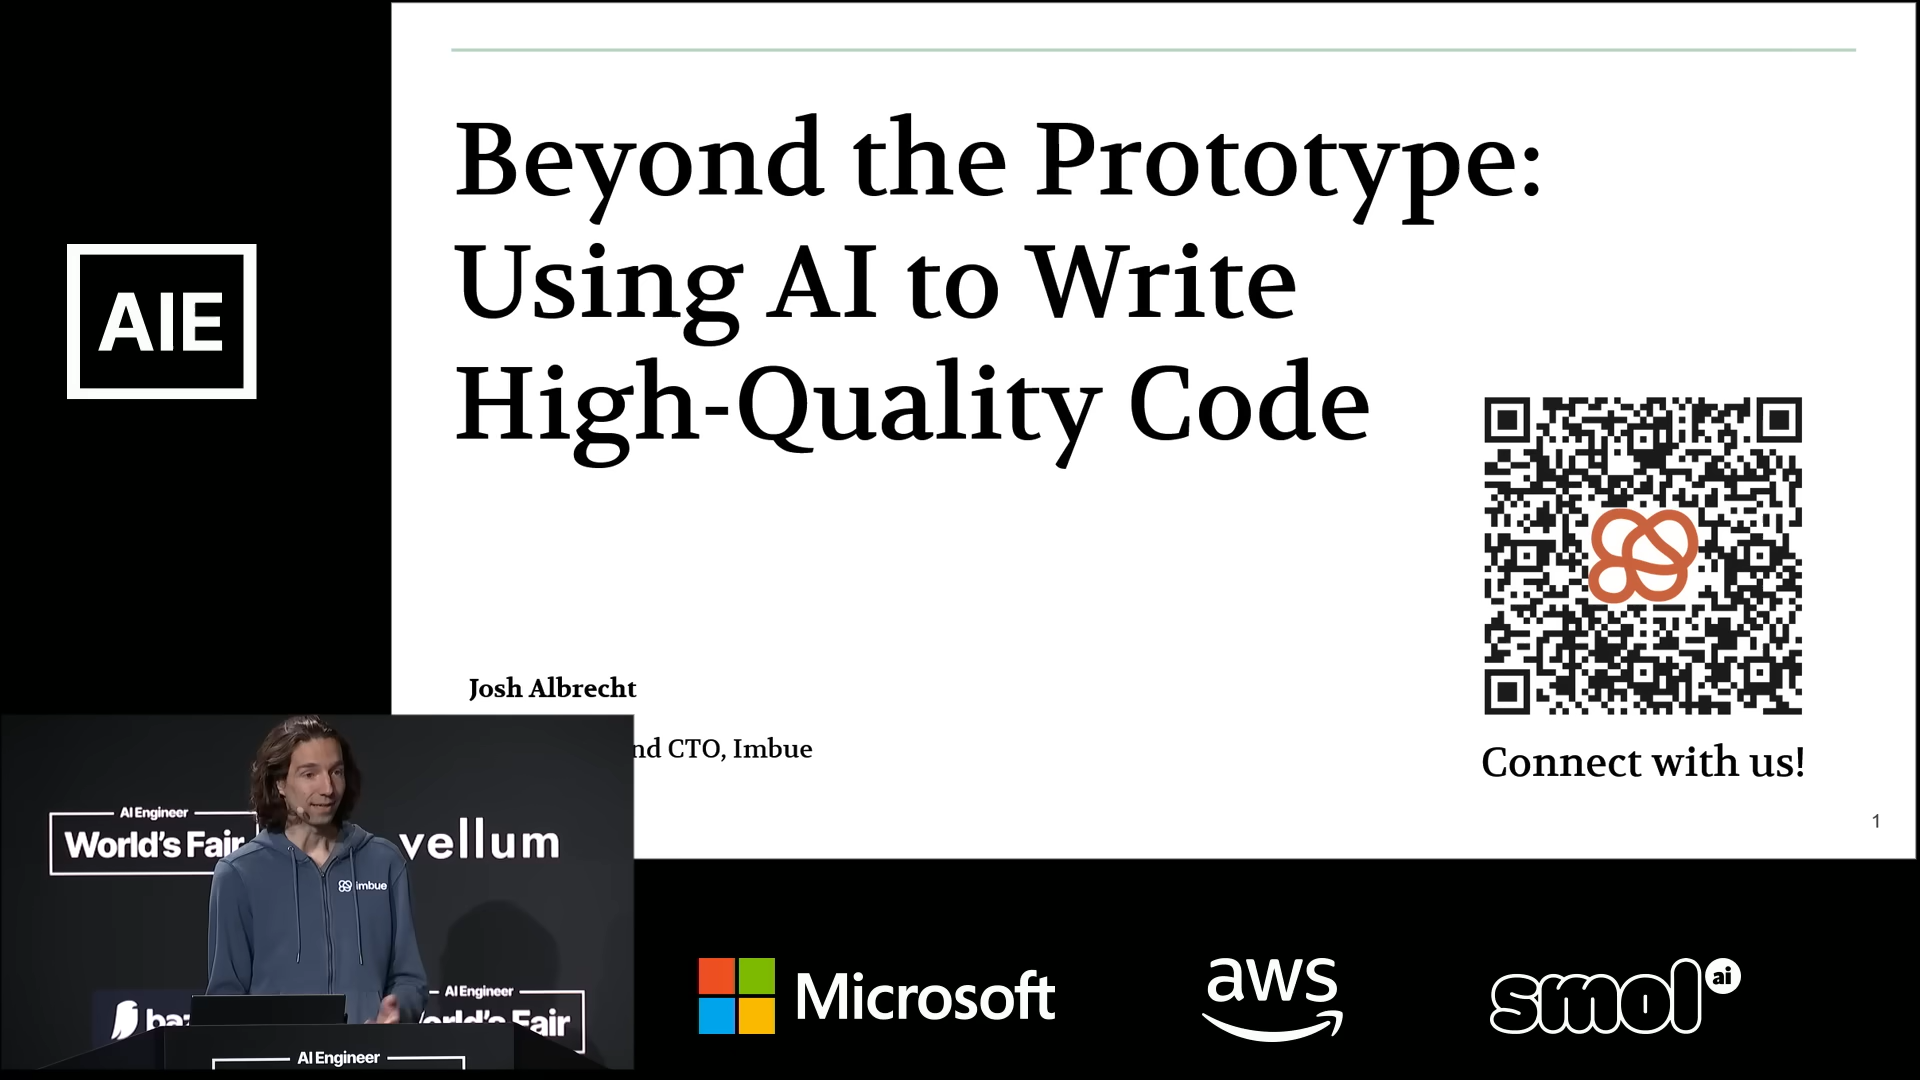 Beyond the Prototype:
Using AI to Write
High-Quality Code
AIE
Josh Albrecht
CTO, Imbue
Connect with us!
1
AI Engineer
World's Fair
vellum
imbue
AI Engineer
Fair
AI Engineer
Microsoft
aws
smol
ai